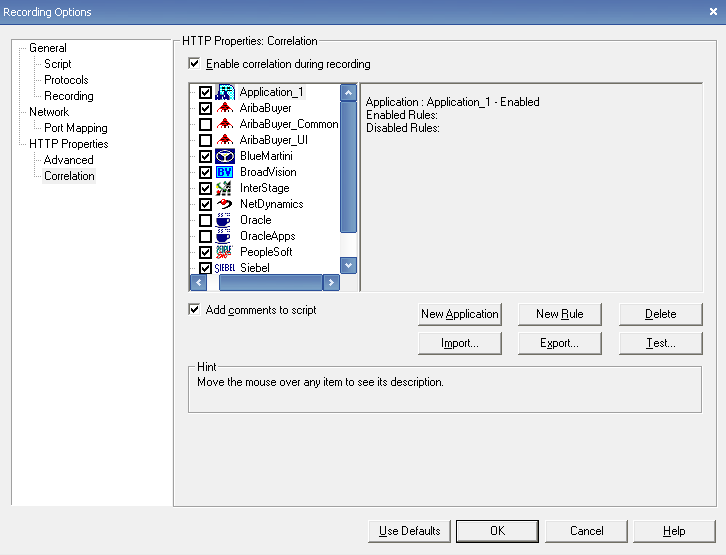 Recording Options
General
Script
Protocols
Recording
Network
Port Mapping
HTTP Properties
Advanced
Correlation
HTTP Properties: Correlation
Enable correlation during recording
Application_1
AribaBuyer
AribaBuyer_Common
AribaBuyer_UI
BlueMartini
BV BroadVision
InterStage
NetDynamics
Oracle
OracleApps
PeopleSoft
SIEBEL Siebel
Application : Application_1 - Enabled
Enabled Rules:
Disabled Rules:
Add comments to script
New Application
New Rule
Delete
Import...
Export...
Test...
Hint
Move the mouse over any item to see its description.
Use Defaults
OK
Cancel
Help